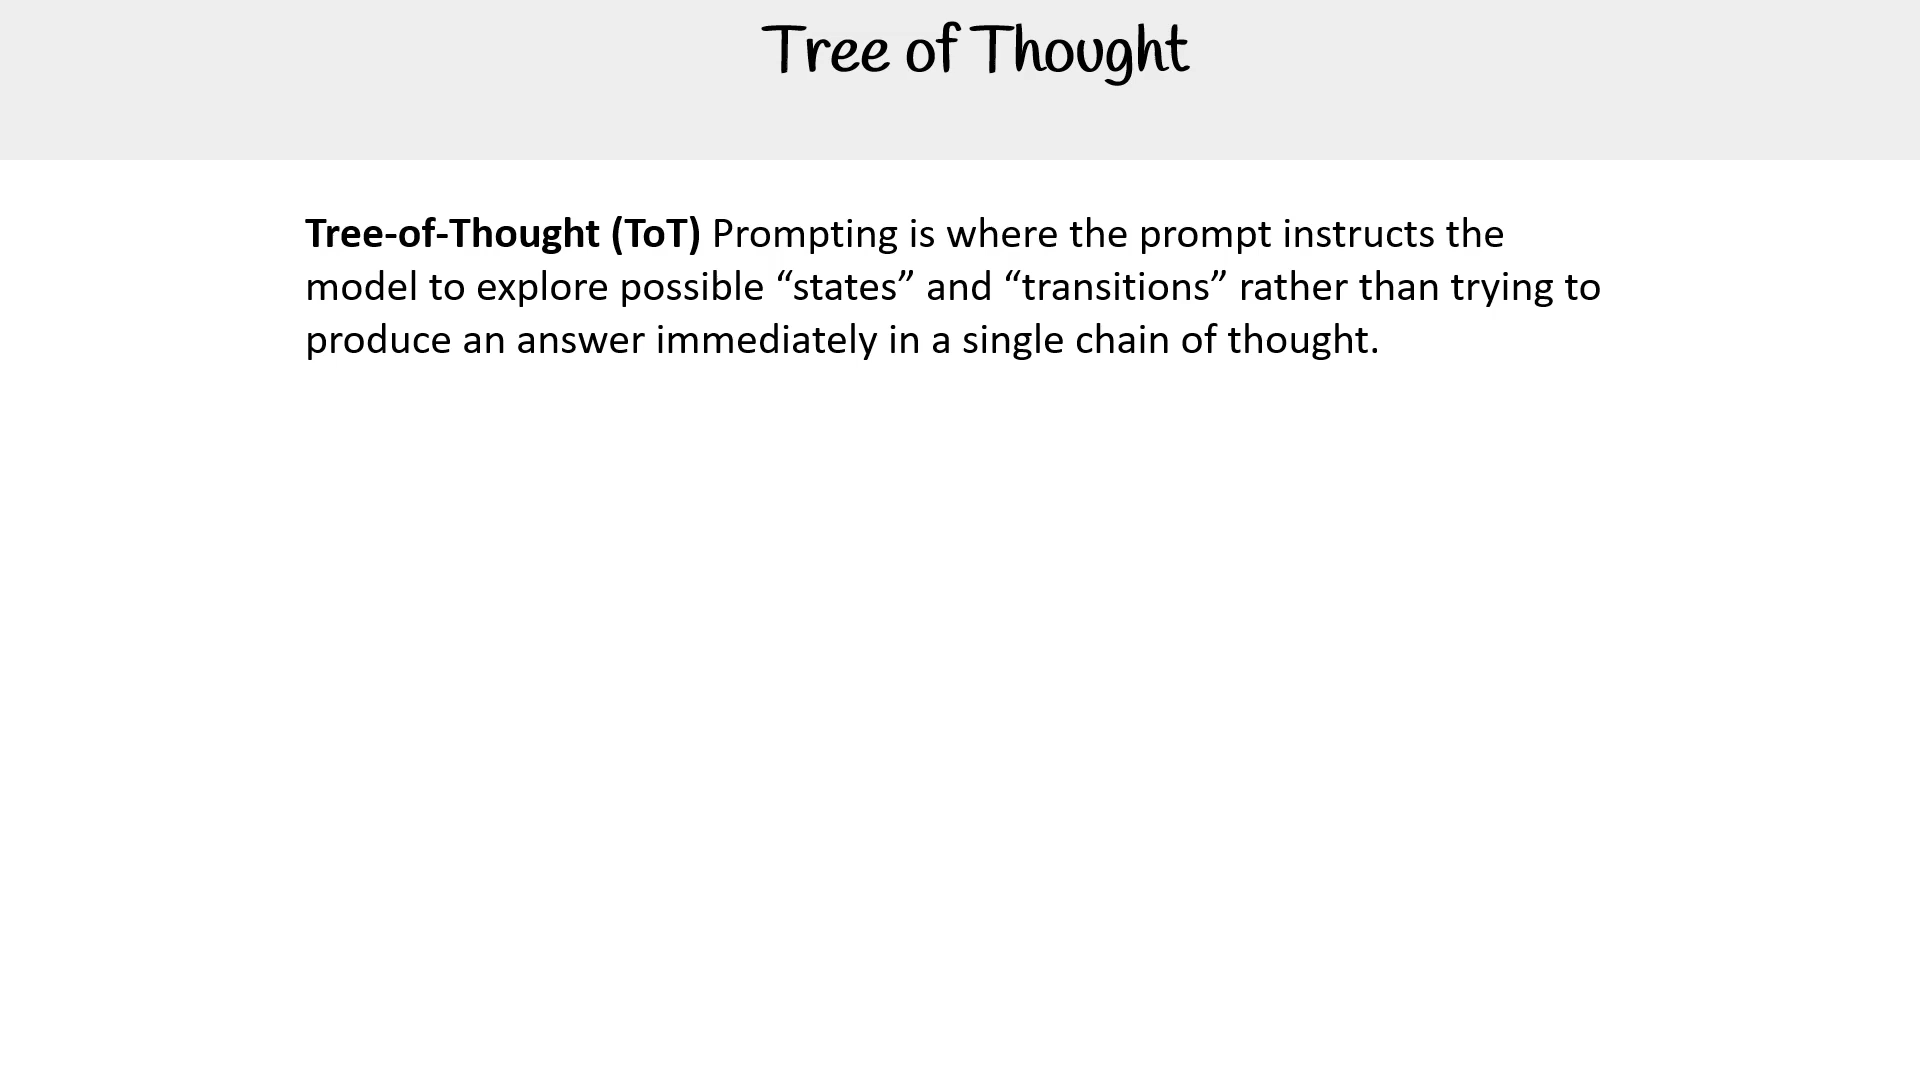 Tree of Thought
Tree-of-Thought (ToT) Prompting is where the prompt instructs the
model to explore possible “states” and “transitions” rather than trying to
produce an answer immediately in a single chain of thought.